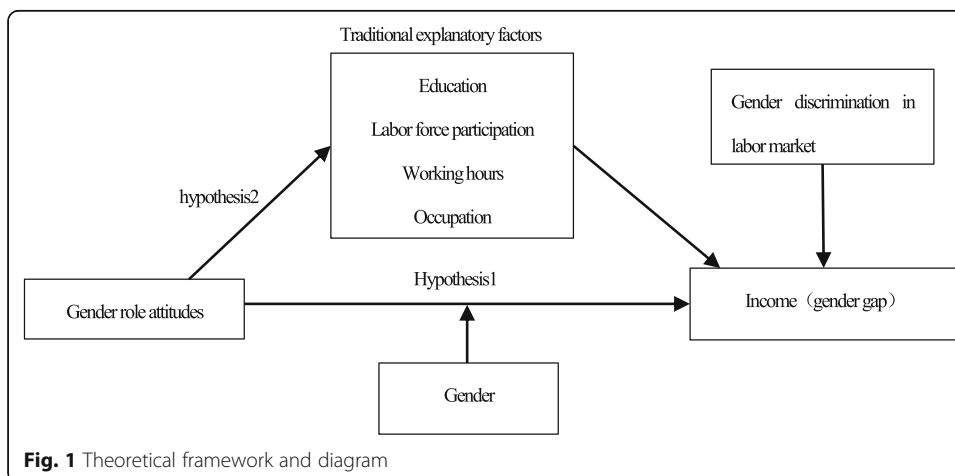 Traditional explanatory factors
Education
Labor force participation
Working hours
Occupation
Gender discrimination in
labor market
hypothesis2
Hypothesis1
Gender role attitudes
Income（gender gap）
Gender
Fig. 1 Theoretical framework and diagram